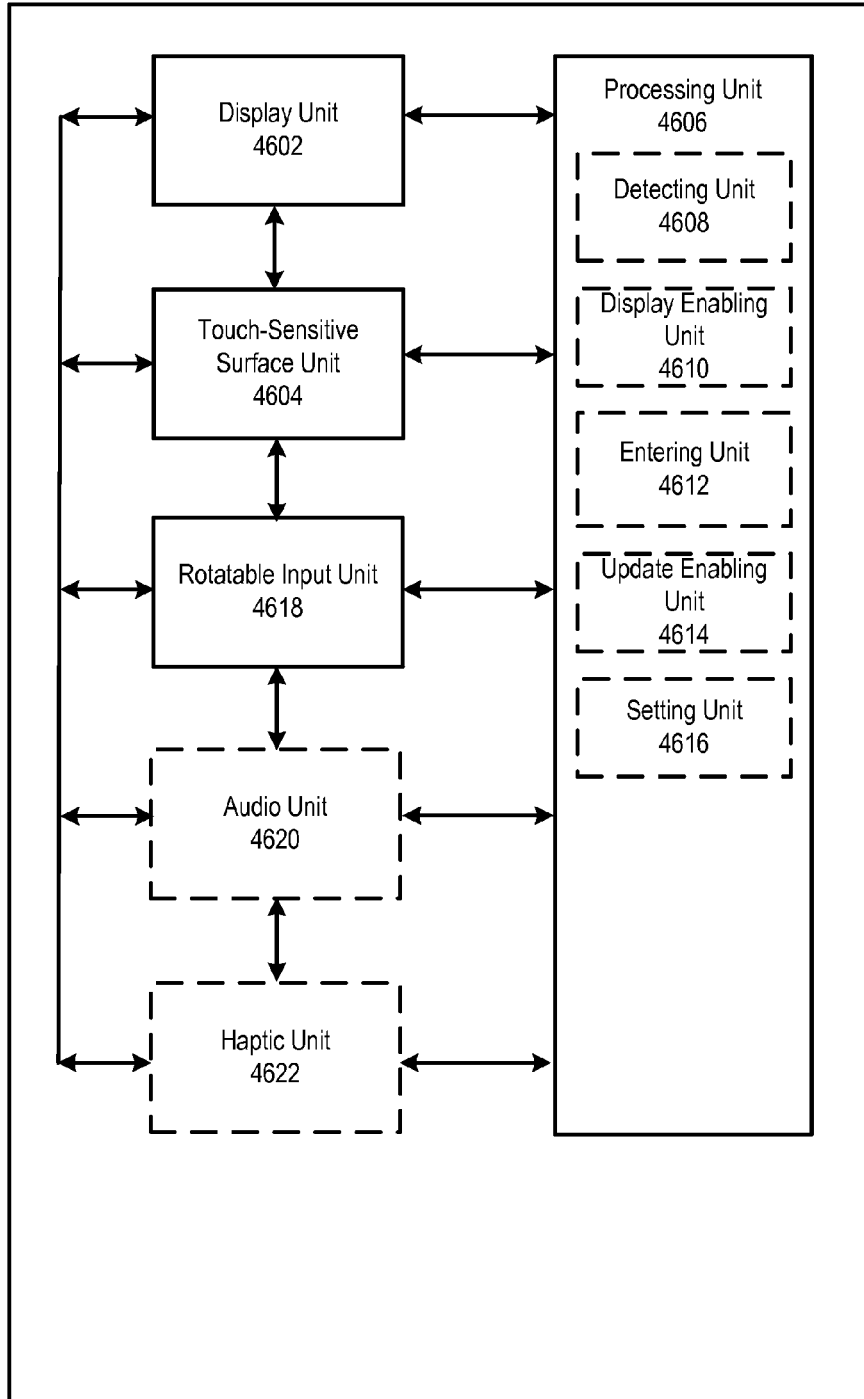 Display Unit
4602
Touch-Sensitive
Surface Unit
4604
Rotatable Input Unit
4618
Audio Unit
4620
Haptic Unit
4622
Processing Unit
4606
Detecting Unit
4608
Display Enabling
Unit
4610
Entering Unit
4612
Update Enabling
Unit
4614
Setting Unit
4616